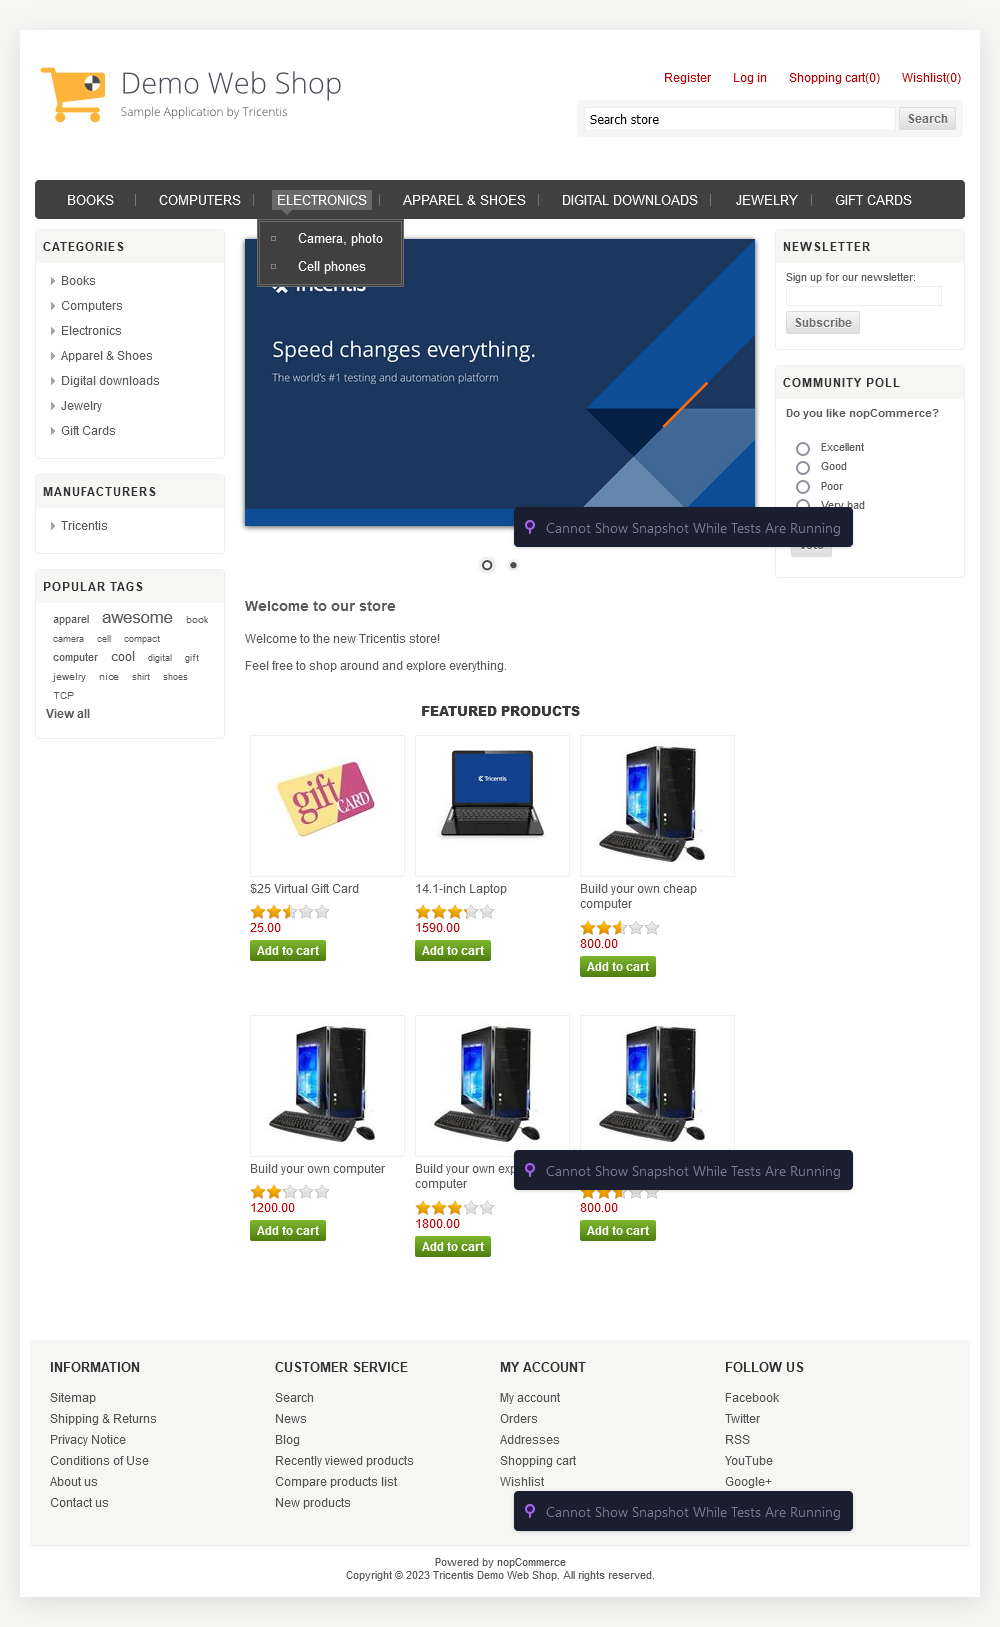 Demo Web Shop
Sample Application by Tricentis
Register Log in Shopping cart(0) Wishlist(0)
Search store Search
BOOKS COMPUTERS ELECTRONICS APPAREL & SHOES DIGITAL DOWNLOADS JEWELRY GIFT CARDS
Camera, photo
Cell phones
CATEGORIES
Books
Computers
Electronics
Apparel & Shoes
Digital downloads
Jewelry
Gift Cards
MANUFACTURERS
Tricentis
POPULAR TAGS
apparel awesome book
camera cell compact
computer cool digital gift
jewelry nice shirt shoes
TCP
View all
Tricentis
Speed changes everything.
The world's #1 testing and automation platform
NEWSLETTER
Sign up for our newsletter:
Subscribe
COMMUNITY POLL
Do you like nopCommerce?
Excellent
Good
Poor
Very bad
Vote
Cannot Show Snapshot While Tests Are Running
Welcome to our store
Welcome to the new Tricentis store!
Feel free to shop around and explore everything.
FEATURED PRODUCTS
gift CARD
Tricentis
$25 Virtual Gift Card
25.00
Add to cart
14.1-inch Laptop
1590.00
Add to cart
Build your own cheap
computer
800.00
Add to cart
Build your own computer
1200.00
Add to cart
Build your own exp
computer
1800.00
Add to cart
Cannot Show Snapshot While Tests Are Running
800.00
Add to cart
INFORMATION
Sitemap
Shipping & Returns
Privacy Notice
Conditions of Use
About us
Contact us
CUSTOMER SERVICE
Search
News
Blog
Recently viewed products
Compare products list
New products
MY ACCOUNT
My account
Orders
Addresses
Shopping cart
Wishlist
FOLLOW US
Facebook
Twitter
RSS
YouTube
Google+
Cannot Show Snapshot While Tests Are Running
Powered by nopCommerce
Copyright © 2023 Tricentis Demo Web Shop. All rights reserved.